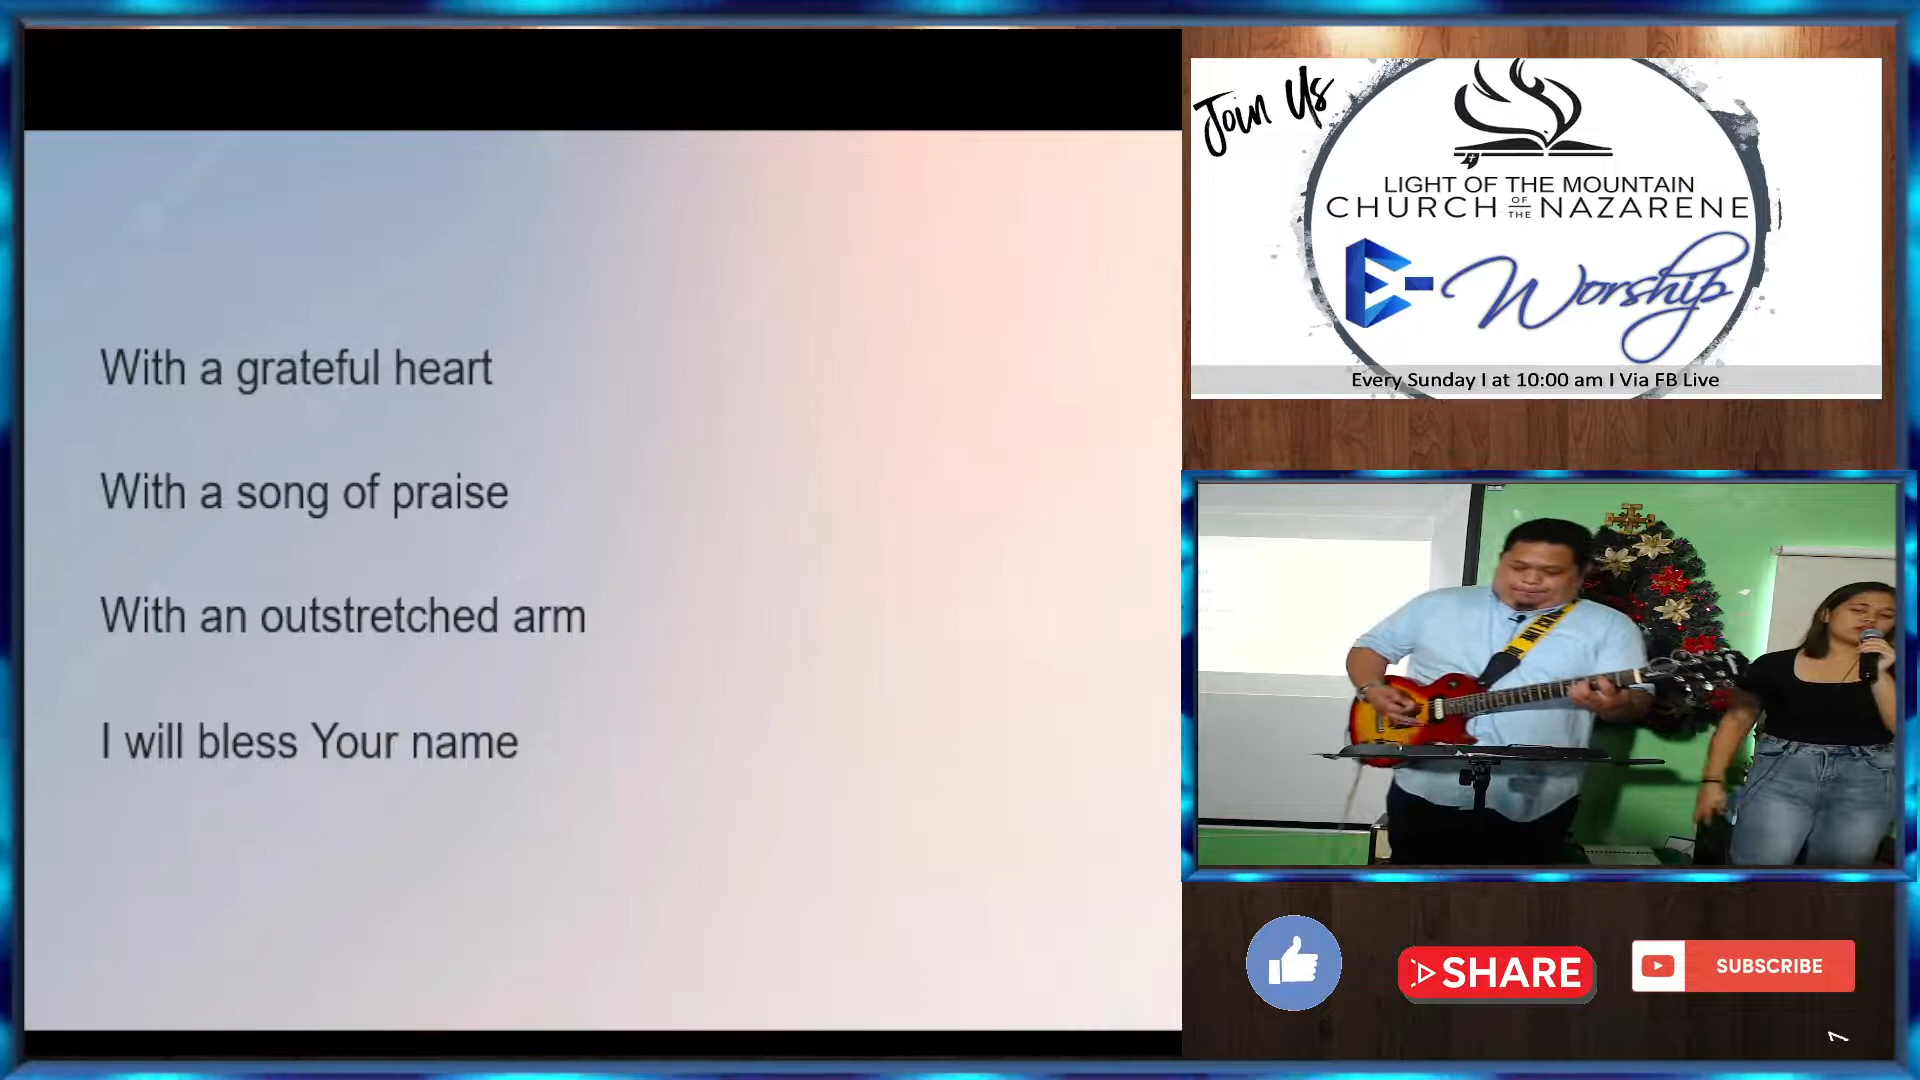 With a grateful heart
With a song of praise
With an outstretched arm
I will bless Your name
Join Us
LIGHT OF THE MOUNTAIN
CHURCH OF THE NAZARENE
E-Worship
Every Sunday I at 10:00 am I Via FB Live
SHARE
SUBSCRIBE